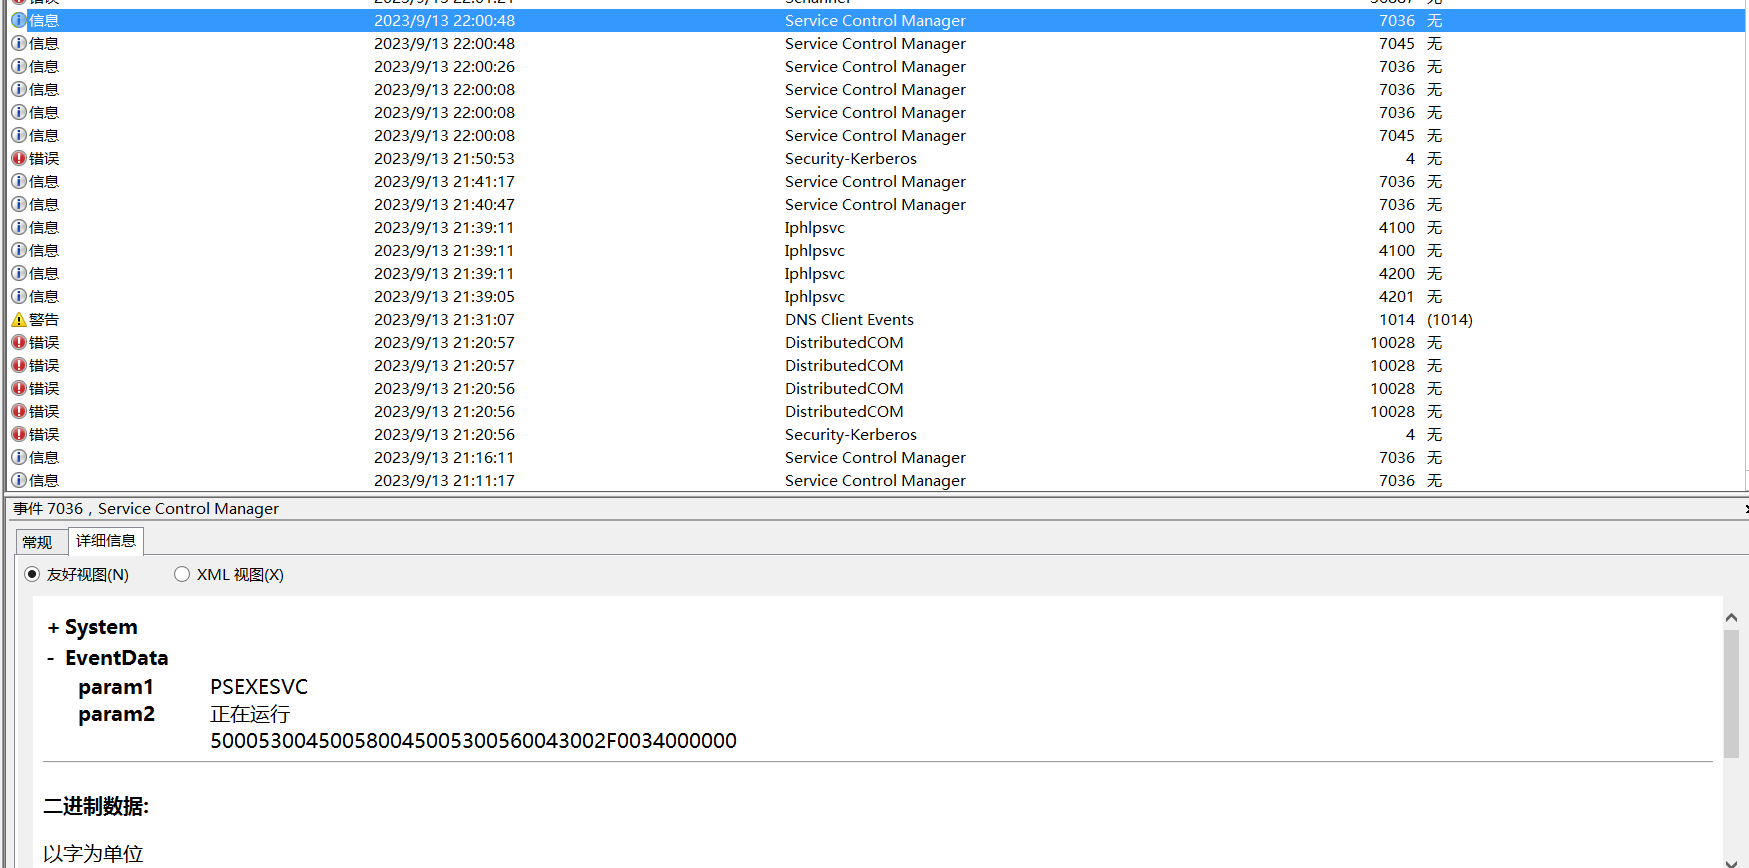 信息 2023/9/13 22:00:48 Service Control Manager 7036 无
信息 2023/9/13 22:00:48 Service Control Manager 7045 无
信息 2023/9/13 22:00:26 Service Control Manager 7036 无
信息 2023/9/13 22:00:08 Service Control Manager 7036 无
信息 2023/9/13 22:00:08 Service Control Manager 7036 无
信息 2023/9/13 22:00:08 Service Control Manager 7045 无
错误 2023/9/13 21:50:53 Security-Kerberos 4 无
信息 2023/9/13 21:41:17 Service Control Manager 7036 无
信息 2023/9/13 21:40:47 Service Control Manager 7036 无
信息 2023/9/13 21:39:11 Iphlpsvc 4100 无
信息 2023/9/13 21:39:11 Iphlpsvc 4100 无
信息 2023/9/13 21:39:11 Iphlpsvc 4200 无
信息 2023/9/13 21:39:05 Iphlpsvc 4201 无
警告 2023/9/13 21:31:07 DNS Client Events 1014 (1014)
错误 2023/9/13 21:20:57 DistributedCOM 10028 无
错误 2023/9/13 21:20:57 DistributedCOM 10028 无
错误 2023/9/13 21:20:56 DistributedCOM 10028 无
错误 2023/9/13 21:20:56 DistributedCOM 10028 无
错误 2023/9/13 21:20:56 Security-Kerberos 4 无
信息 2023/9/13 21:16:11 Service Control Manager 7036 无
信息 2023/9/13 21:11:17 Service Control Manager 7036 无
事件 7036，Service Control Manager
常规 详细信息
友好视图(N) XML 视图(X)
+ System
- EventData
param1 PSEXESVC
param2 正在运行
500053004500580045005300560043002F0034000000
二进制数据:
以字为单位